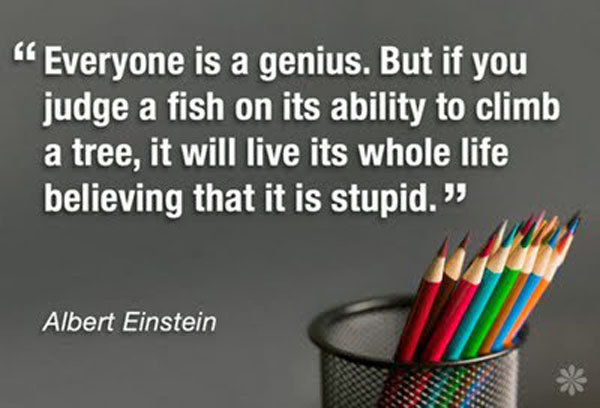 “Everyone is a genius. But if you
judge a fish on its ability to climb
a tree, it will live its whole life
believing that it is stupid.”
Albert Einstein